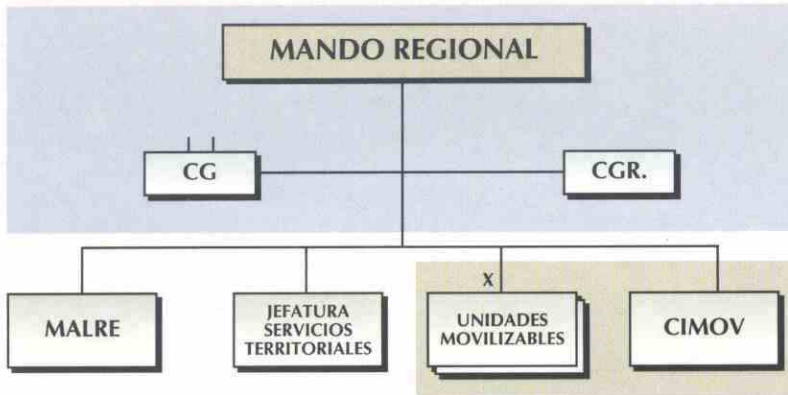 MANDO REGIONAL
CG
CGR.
X
MALRE
JEFATURA
SERVICIOS
TERRITORIALES
UNIDADES
MOVILIZABLES
CIMOV